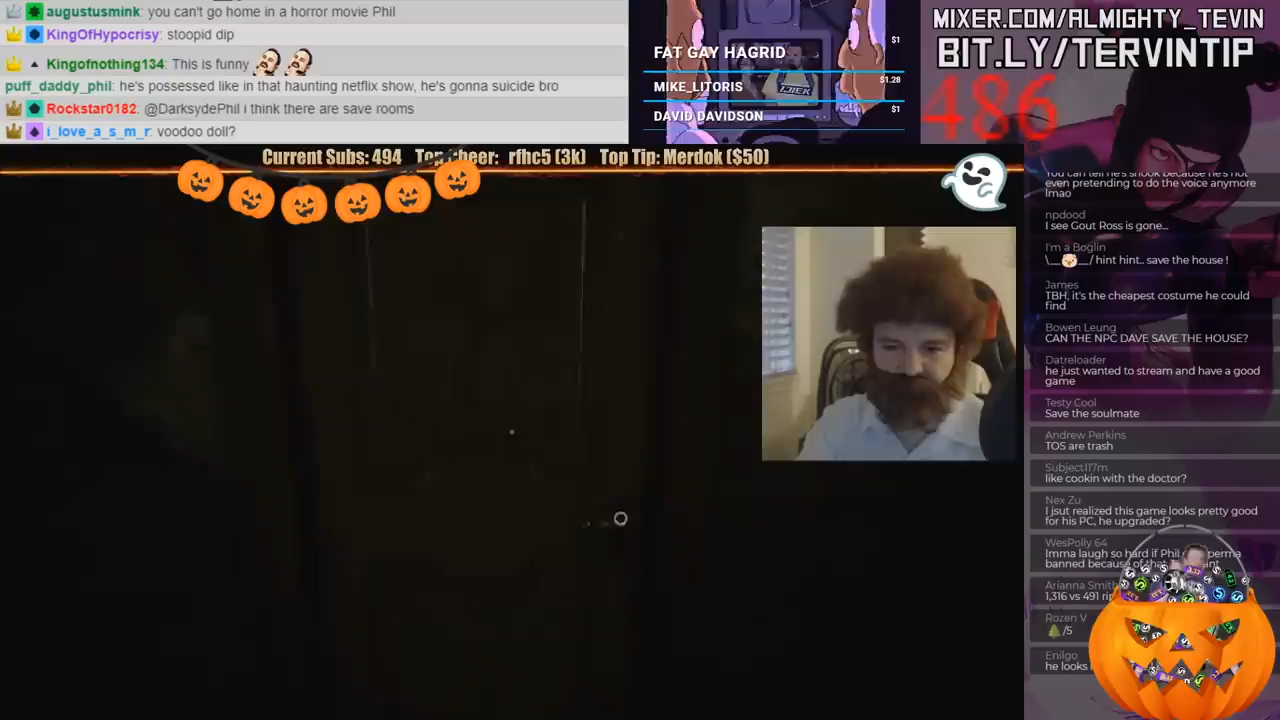 augustusmink: you can't go home in a horror movie Phil
KingOfHypocrisy: stoopid dip
Kingofnothing134: This is funny
puff_daddy_phil: he's possessed like in that haunting netflix show, he's gonna suicide bro
Rockstar0182: @DarksydePhil i think there are save rooms
i_love_a_s_m_r: voodoo doll?
FAT GAY HAGRID
$1
MIKE_LITORIS
$1.28
DAVID DAVIDSON
$1
MIXER.COM/ALMIGHTY_TEVIN
BIT.LY/TERVINTIP
486
Current Subs: 494 Top Cheer: rfhc5 (3k) Top Tip: Merdok ($50)
You can tell he's shook because he's not
even pretending to do the voice anymore
lmao
npdood
I see Gout Ross is gone...
I'm a Boglin
\__ __/ hint hint.. save the house !
James
TBH, it's the cheapest costume he could
find
Bowen Leung
CAN THE NPC DAVE SAVE THE HOUSE?
Datreloader
he just wanted to stream and have a good
game
Testy Cool
Save the soulmate
Andrew Perkins
TOS are trash
Subject117m
like cookin with the doctor?
Nex Zu
I jsut realized this game looks pretty good
for his PC, he upgraded?
WesPolly 64
Imma laugh so hard if Phil perma
banned because of
Arianna Smith
1,316 vs 491
Rozen V
/5
Enilgo
he looks